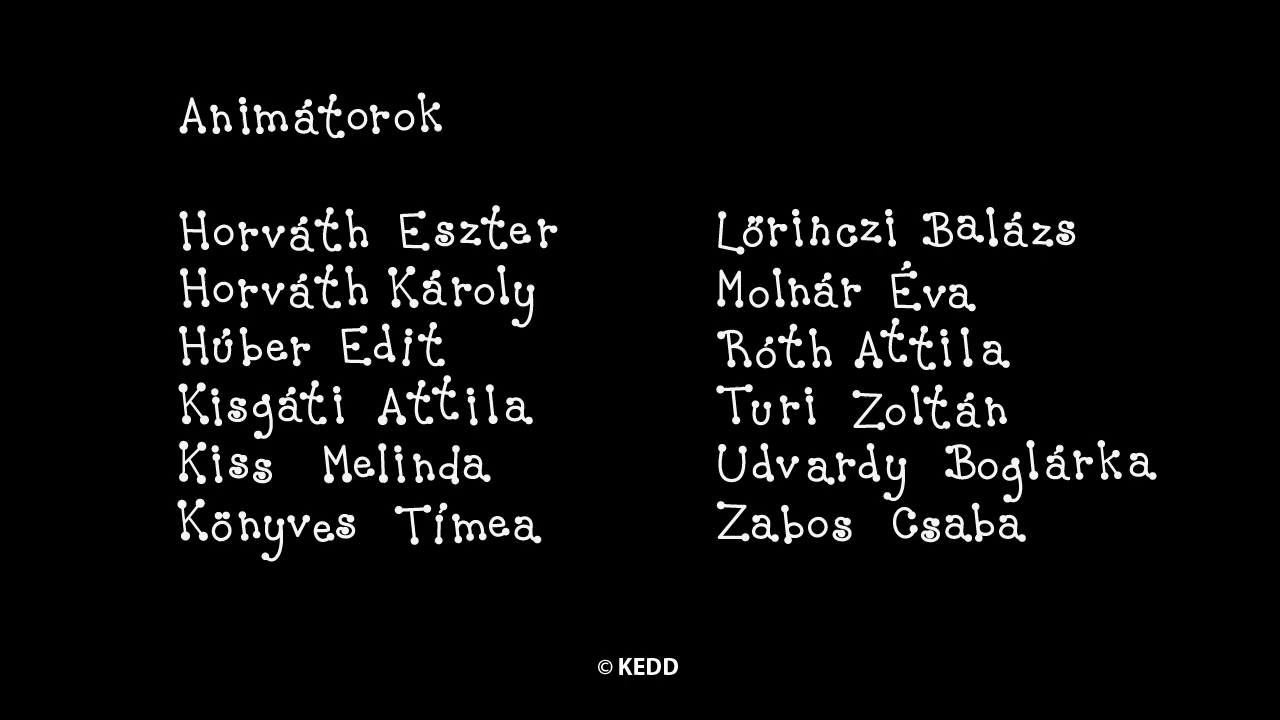 Animátorok
Horváth Eszter
Horváth Károly
Húber Edit
Kisgáti Attila
Kiss Melinda
Könyves Tímea
Lőrinczi Balázs
Molnár Éva
Róth Attila
Turi Zoltán
Udvardy Boglárka
Zabos Csaba
© KEDD